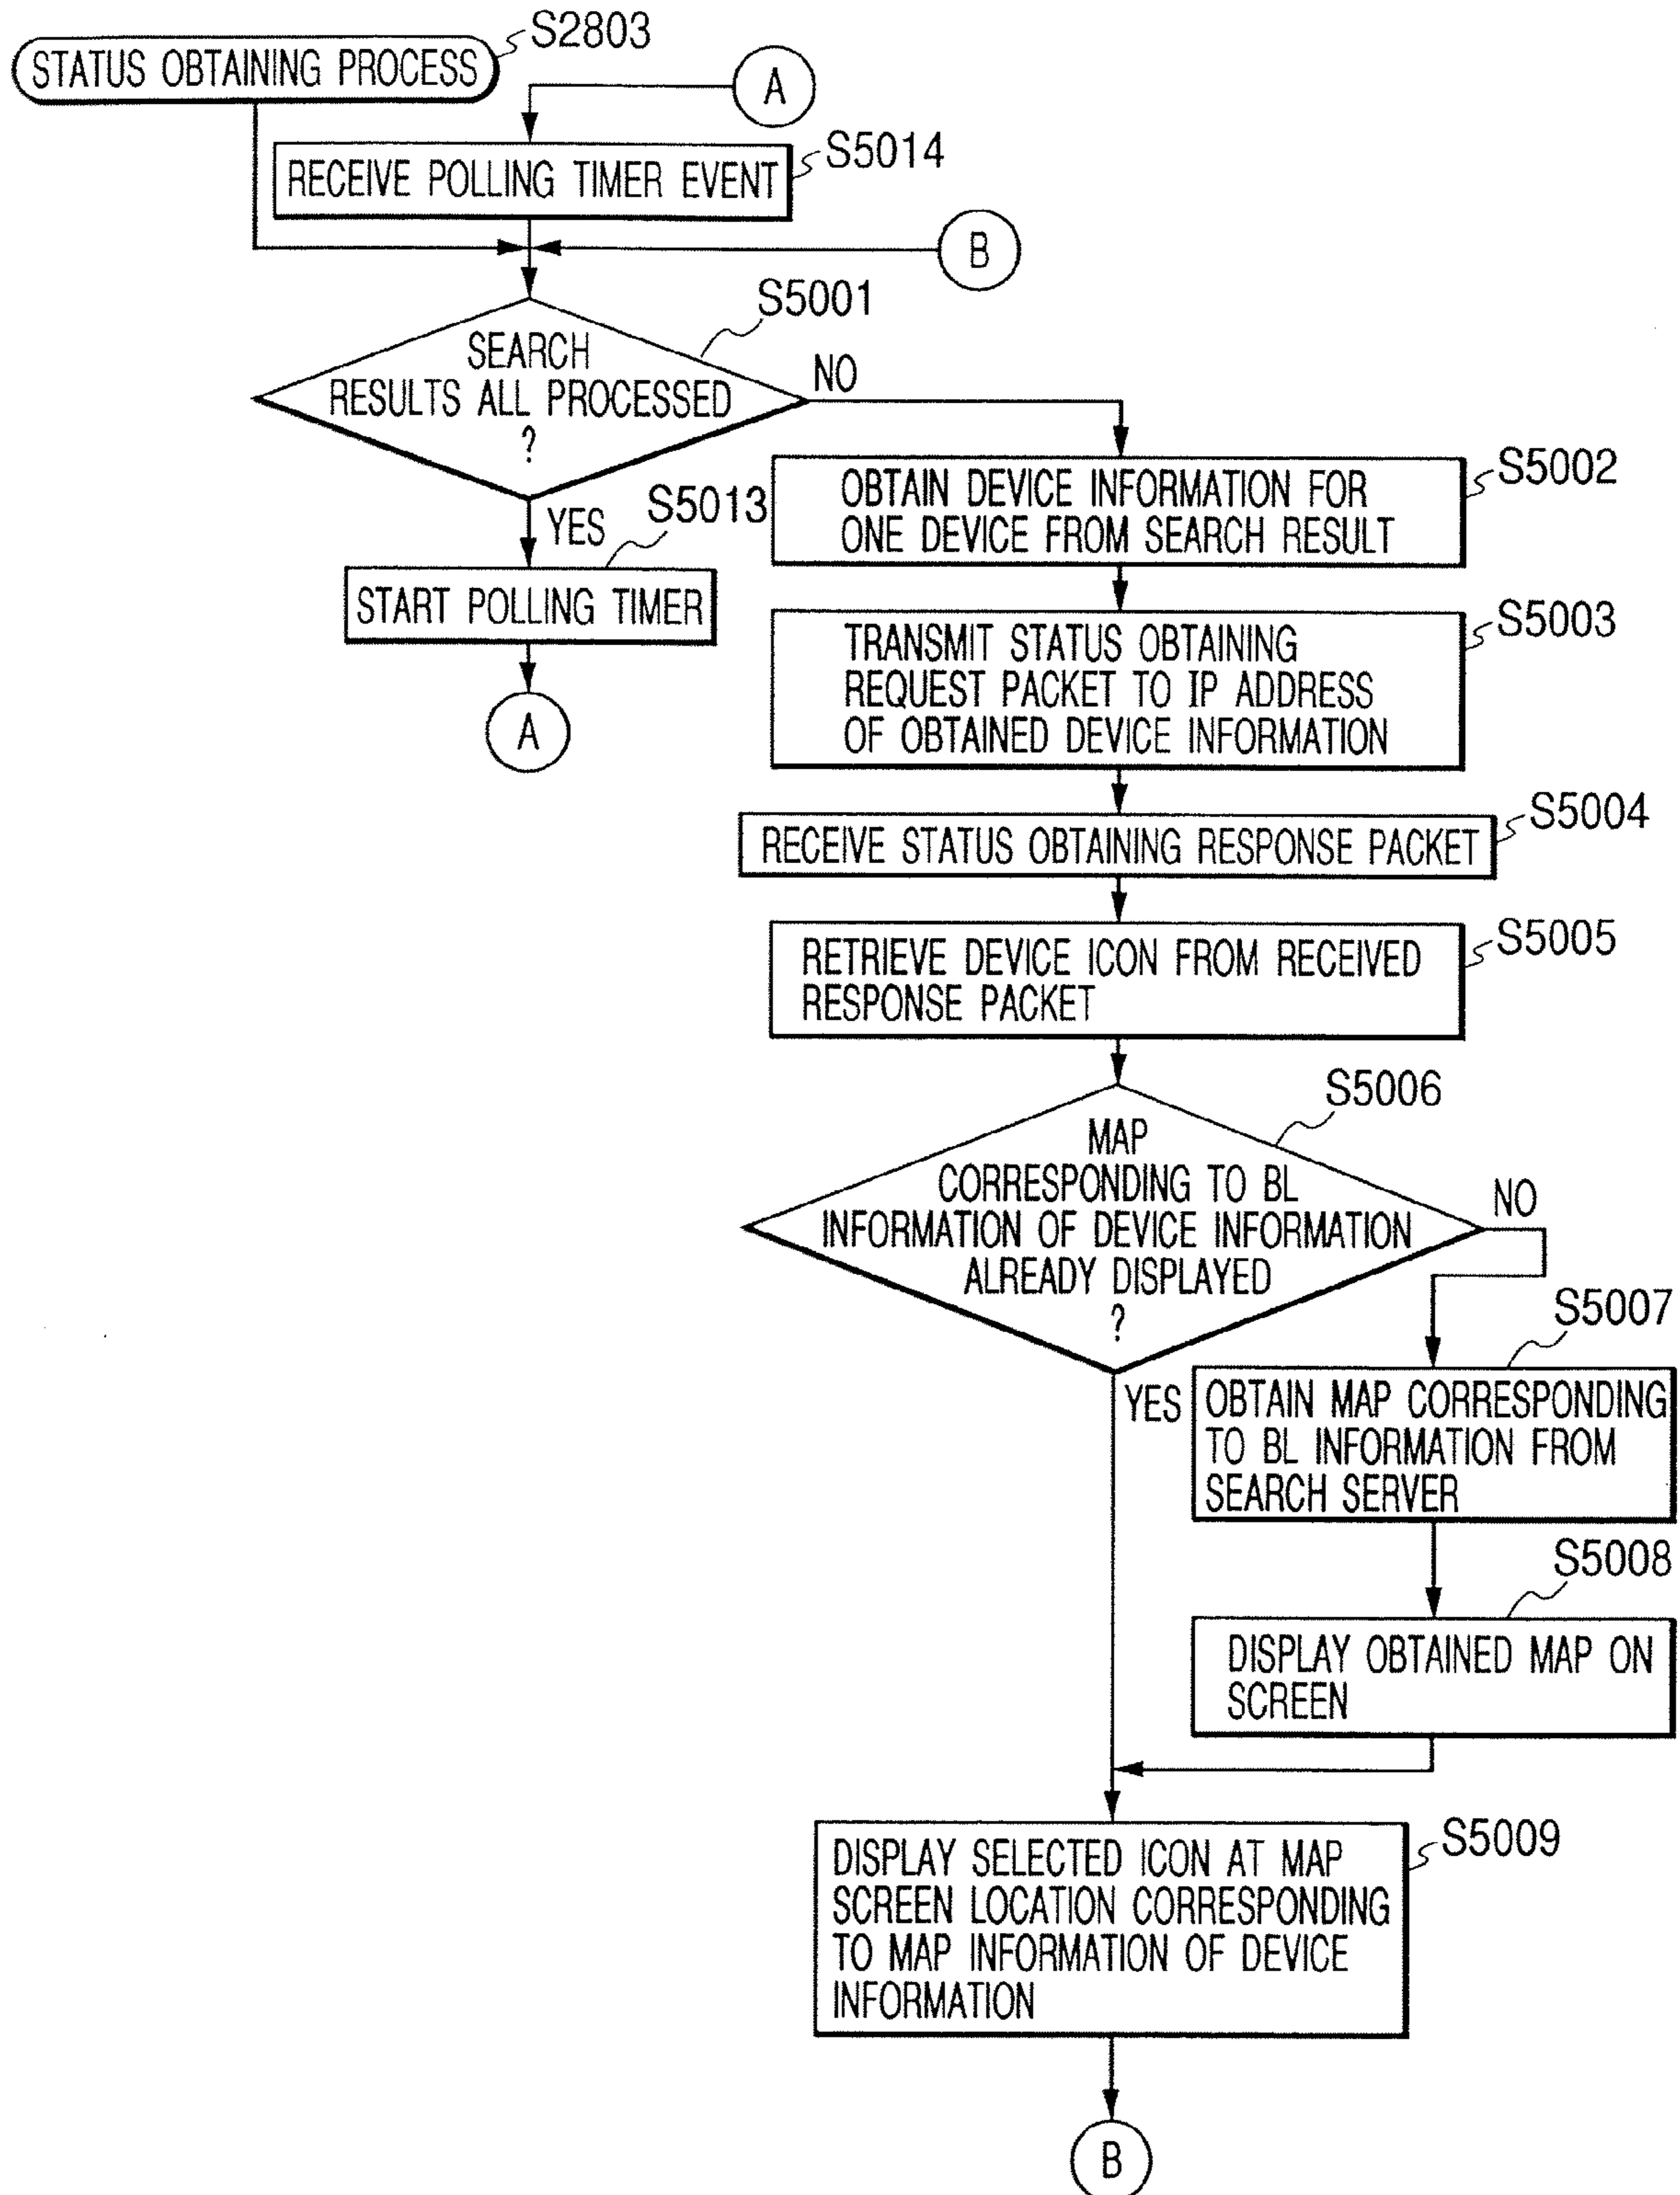 S2803
STATUS OBTAINING PROCESS
A
S5014
RECEIVE POLLING TIMER EVENT
B
S5001
SEARCH
RESULTS ALL PROCESSED
?
NO
YES
S5013
START POLLING TIMER
A
S5002
OBTAIN DEVICE INFORMATION FOR
ONE DEVICE FROM SEARCH RESULT
S5003
TRANSMIT STATUS OBTAINING
REQUEST PACKET TO IP ADDRESS
OF OBTAINED DEVICE INFORMATION
S5004
RECEIVE STATUS OBTAINING RESPONSE PACKET
S5005
RETRIEVE DEVICE ICON FROM RECEIVED
RESPONSE PACKET
S5006
MAP
CORRESPONDING TO BL
INFORMATION OF DEVICE INFORMATION
ALREADY DISPLAYED
?
NO
YES
S5007
OBTAIN MAP CORRESPONDING
TO BL INFORMATION FROM
SEARCH SERVER
S5008
DISPLAY OBTAINED MAP ON
SCREEN
S5009
DISPLAY SELECTED ICON AT MAP
SCREEN LOCATION CORRESPONDING
TO MAP INFORMATION OF DEVICE
INFORMATION
B